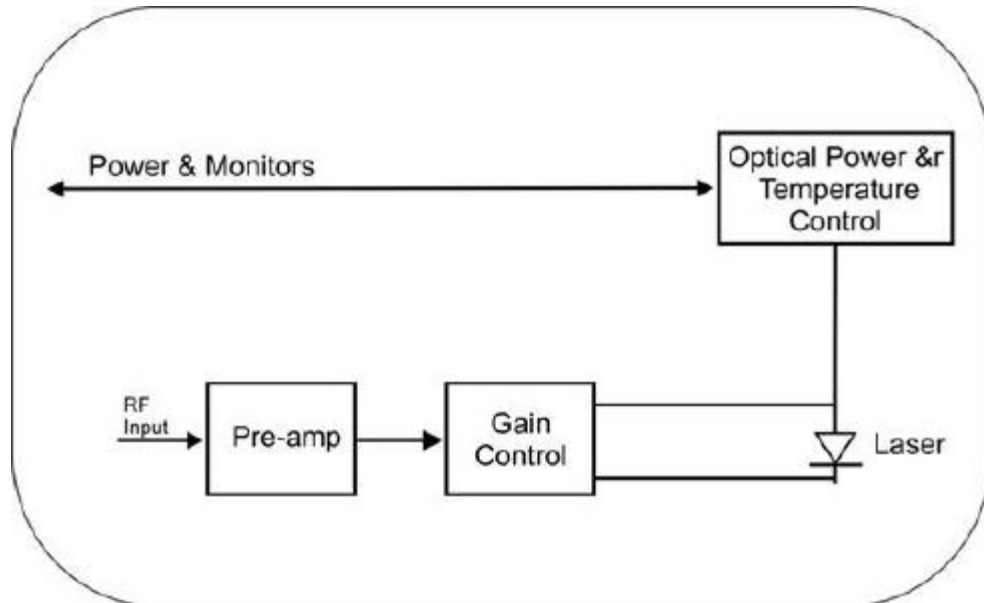 Power & Monitors
Optical Power &r
Temperature
Control
RF
Input
Pre-amp
Gain
Control
Laser